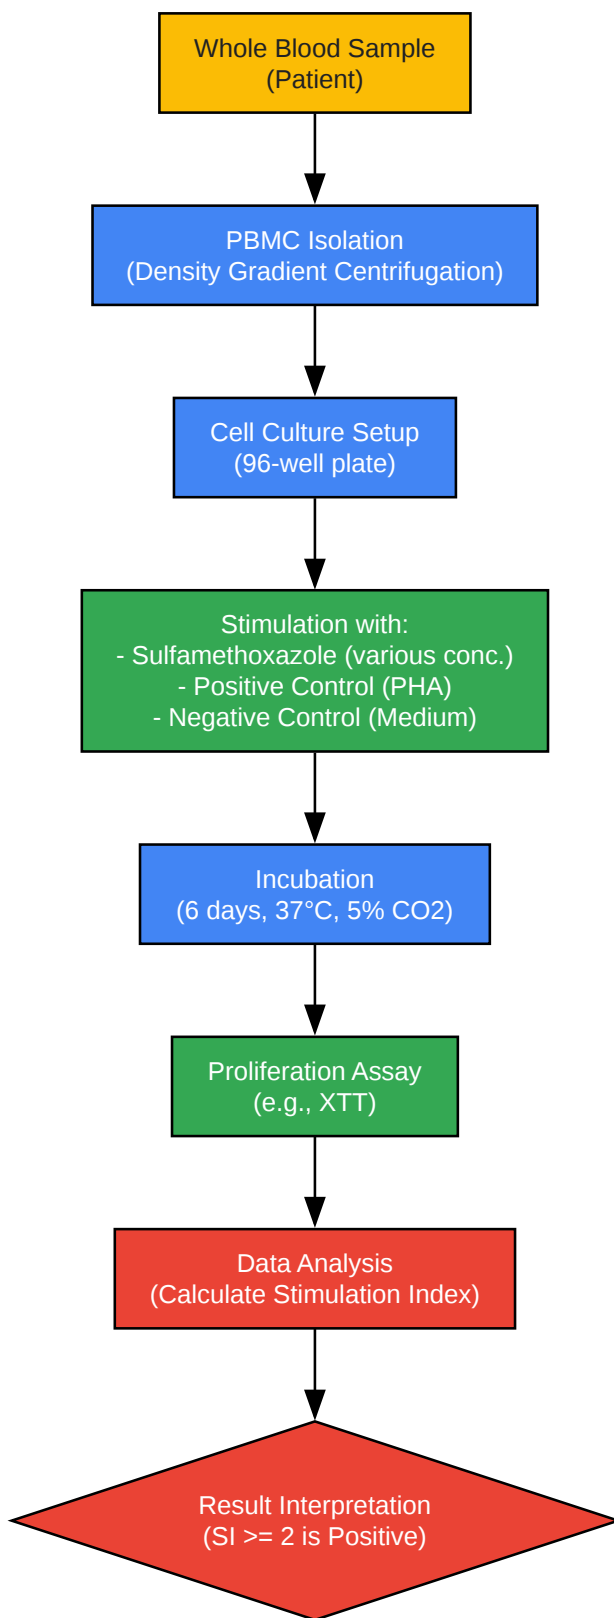 Whole Blood Sample
(Patient)
PBMC Isolation
(Density Gradient Centrifugation)
Cell Culture Setup
(96-well plate)
Stimulation with:
- Sulfamethoxazole (various conc.)
- Positive Control (PHA)
- Negative Control (Medium)
Incubation
(6 days, 37°C, 5% CO2)
Proliferation Assay
(e.g., XTT)
Data Analysis
(Calculate Stimulation Index)
Result Interpretation
(SI >= 2 is Positive)